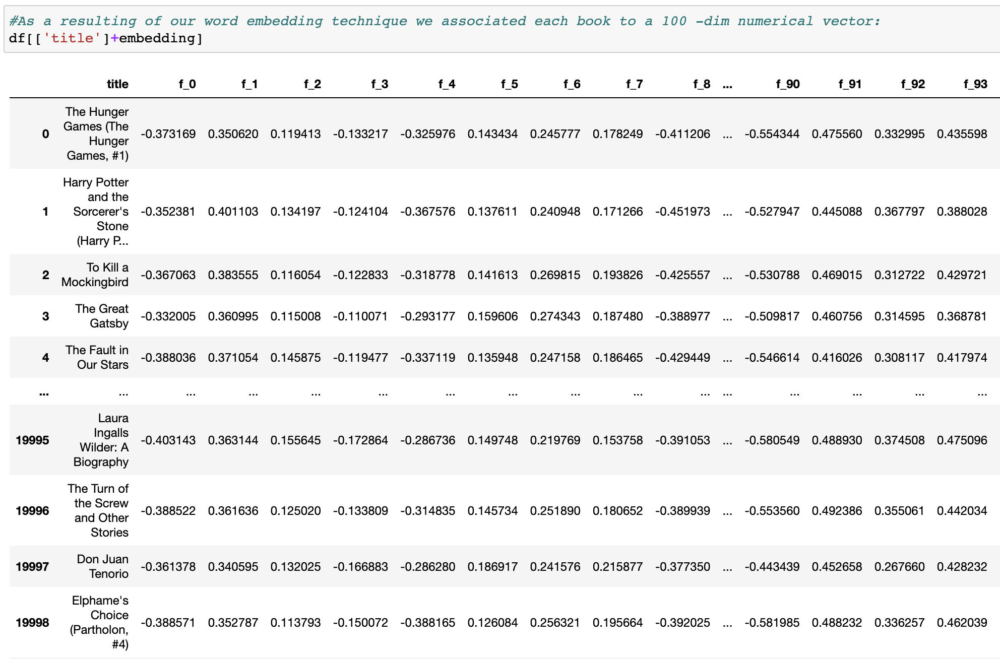 #As a resulting of our word embedding technique we associated each book to a 100 -dim numerical vector:
df[['title']+embedding]
title f_0 f_1 f_2 f_3 f_4 f_5 f_6 f_7 f_8 ... f_90 f_91 f_92 f_93
The Hunger
Games (The
0 -0.373169 0.350620 0.119413 -0.133217 -0.325976 0.143434 0.245777 0.178249 -0.411206 ... -0.554344 0.475560 0.332995 0.435598
Hunger
Games, #1)
Harry Potter
and the
1 Sorcerer's -0.352381 0.401103 0.134197 -0.124104 -0.367576 0.137611 0.240948 0.171266 -0.451973 ... -0.527947 0.445088 0.367797 0.388028
Stone
(Harry P...
To Kill a
2 -0.367063 0.383555 0.116054 -0.122833 -0.318778 0.141613 0.269815 0.193826 -0.425557 ... -0.530788 0.469015 0.312722 0.429721
Mockingbird
The Great
3 -0.332005 0.360995 0.115008 -0.110071 -0.293177 0.159606 0.274343 0.187480 -0.388977 ... -0.509817 0.460756 0.314595 0.368781
Gatsby
The Fault in
4 -0.388036 0.371054 0.145875 -0.119477 -0.337119 0.135948 0.247158 0.186465 -0.429449 ... -0.546614 0.416026 0.308117 0.417974
Our Stars
... ... ... ... ... ... ... ... ... ... ... ... ... ... ... ...
Laura
Ingalls
19995 -0.403143 0.363144 0.155645 -0.172864 -0.286736 0.149748 0.219769 0.153758 -0.391053 ... -0.580549 0.488930 0.374508 0.475096
Wilder: A
Biography
The Turn of
the Screw
19996 -0.388522 0.361636 0.125020 -0.133809 -0.314835 0.145734 0.251890 0.180652 -0.389939 ... -0.553560 0.492386 0.355061 0.442034
and Other
Stories
Don Juan
19997 -0.361378 0.340595 0.132025 -0.166883 -0.286280 0.186917 0.241576 0.215877 -0.377350 ... -0.443439 0.452658 0.267660 0.428232
Tenorio
Elphame's
Choice
19998 -0.388571 0.352787 0.113793 -0.150072 -0.388165 0.126084 0.256321 0.195664 -0.392025 ... -0.581985 0.488232 0.336257 0.462039
(Partholon,
#4)